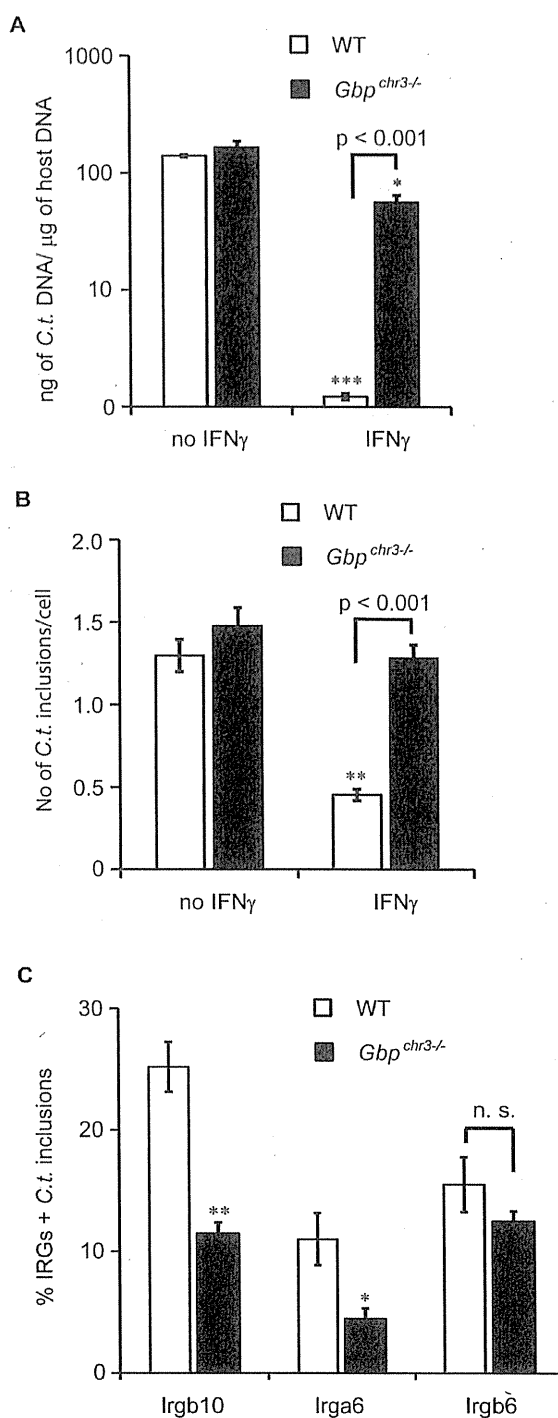 A
WT
Gbp chr3-/-
1000
100
10
0
ng of C.t. DNA/ μg of host DNA
p < 0.001
*
***
no IFNγ
IFNγ
B
WT
Gbp chr3-/-
2.0
1.5
1.0
0.5
0
No of C.t. inclusions/cell
p < 0.001
**
no IFNγ
IFNγ
C
WT
Gbp chr3-/-
30
20
10
0
% IRGs + C.t. inclusions
n. s.
**
*
Irgb10
Irga6
Irgb6